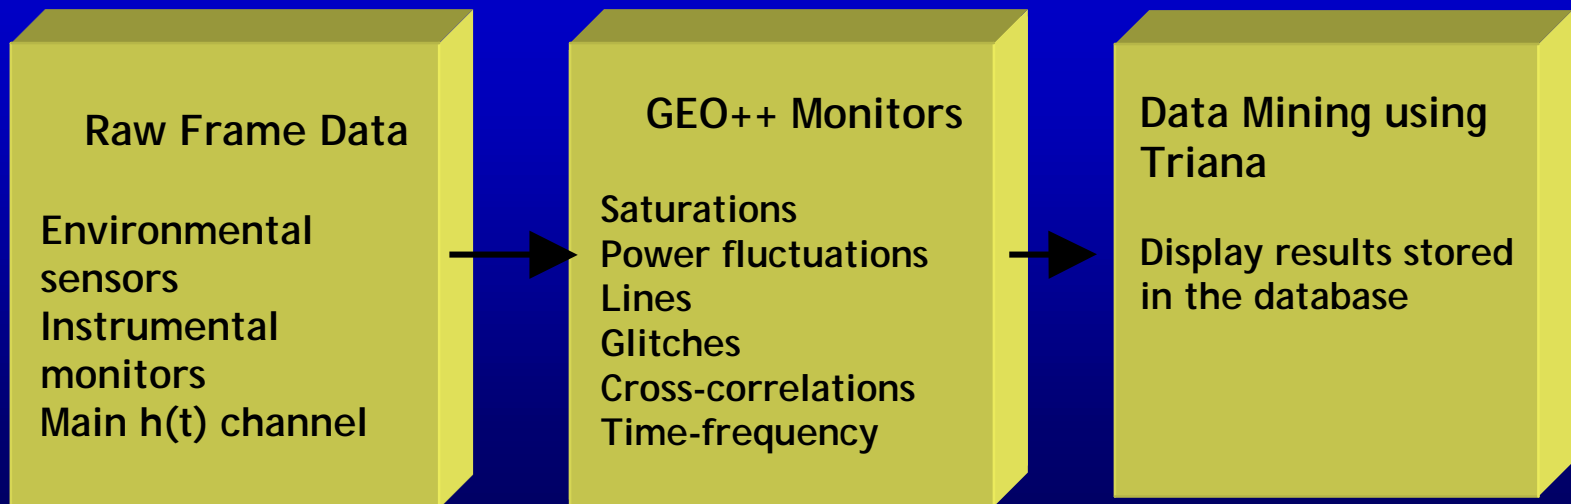 Raw Frame Data
Environmental
sensors
Instrumental
monitors
Main h(t) channel
GEO++ Monitors
Saturations
Power fluctuations
Lines
Glitches
Cross-correlations
Time-frequency
Data Mining using
Triana
Display results stored
in the database